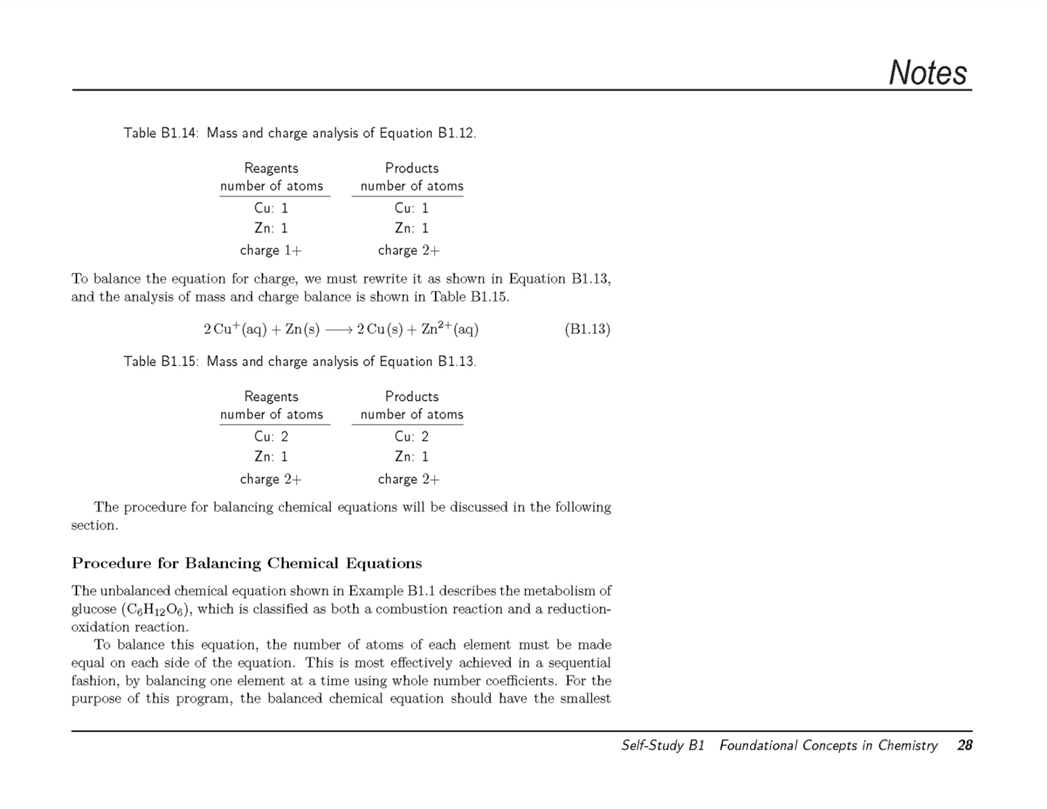 Notes
Table B1.14: Mass and charge analysis of Equation B1.12.
Reagents Products
number of atoms number of atoms
Cu: 1 Cu: 1
Zn: 1 Zn: 1
charge 1+ charge 2+
To balance the equation for charge, we must rewrite it as shown in Equation B1.13,
and the analysis of mass and charge balance is shown in Table B1.15.
2 Cu⁺(aq) + Zn(s) ⟶ 2 Cu(s) + Zn²⁺(aq) (B1.13)
Table B1.15: Mass and charge analysis of Equation B1.13.
Reagents Products
number of atoms number of atoms
Cu: 2 Cu: 2
Zn: 1 Zn: 1
charge 2+ charge 2+
The procedure for balancing chemical equations will be discussed in the following
section.
Procedure for Balancing Chemical Equations
The unbalanced chemical equation shown in Example B1.1 describes the metabolism of
glucose (C₆H₁₂O₆), which is classified as both a combustion reaction and a reduction-
oxidation reaction.
To balance this equation, the number of atoms of each element must be made
equal on each side of the equation. This is most effectively achieved in a sequential
fashion, by balancing one element at a time using whole number coefficients. For the
purpose of this program, the balanced chemical equation should have the smallest
Self-Study B1 Foundational Concepts in Chemistry 28